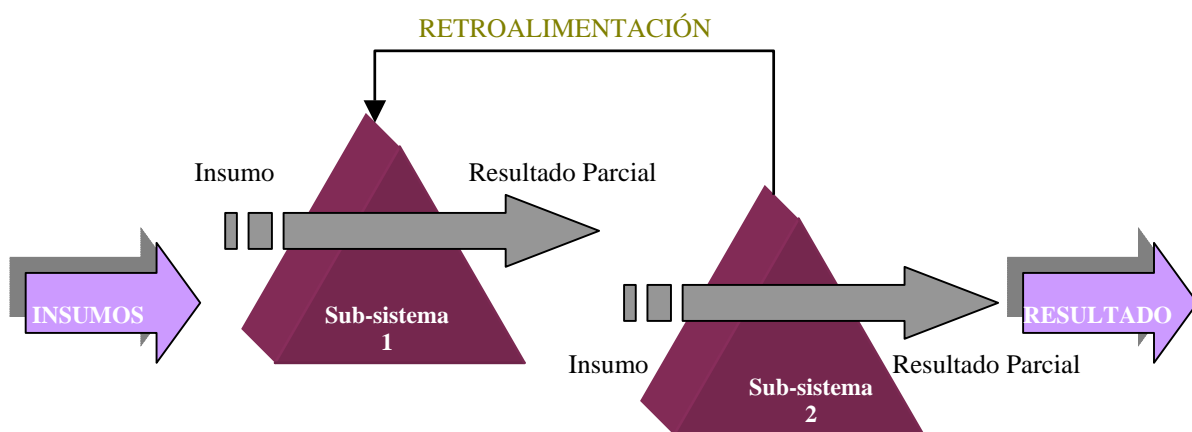 RETROALIMENTACIÓN
Insumo
Resultado Parcial
INSUMOS
Sub-sistema
1
Insumo
Resultado Parcial
Sub-sistema
2
RESULTADO